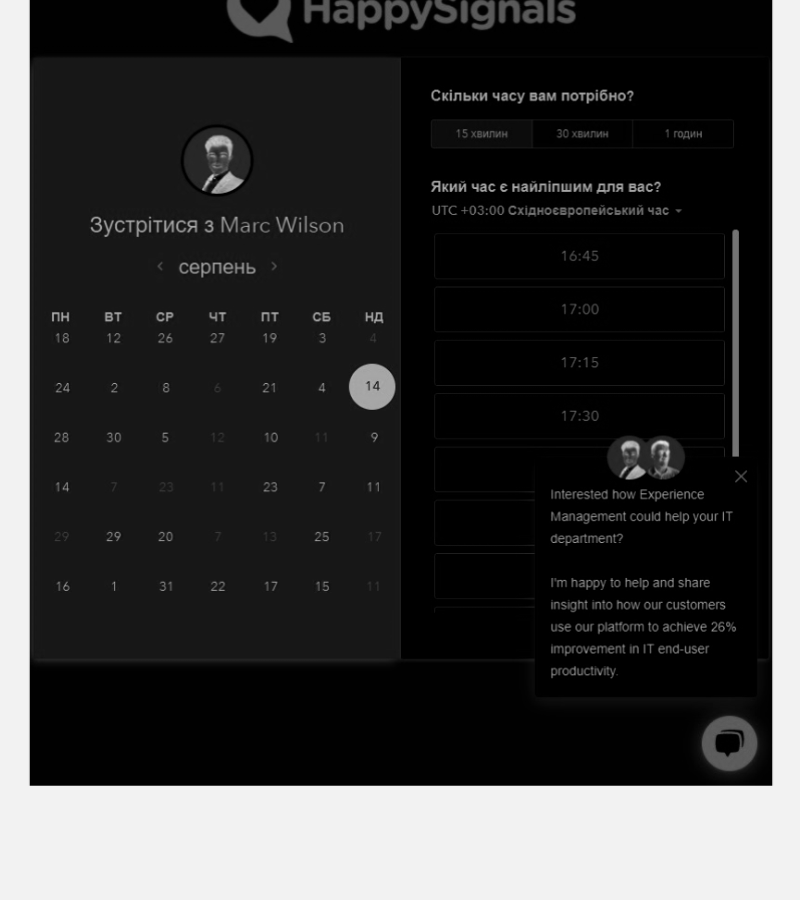 HappySignals
Зустрітися з Marc Wilson
‹ серпень ›
ПН ВТ СР ЧТ ПТ СБ НД
18 12 26 27 19 3 4
24 2 8 6 21 4 14
28 30 5 12 10 11 9
14 7 23 11 23 7 11
29 29 20 7 13 25 17
16 1 31 22 17 15 11
Скільки часу вам потрібно?
15 хвилин 30 хвилин 1 годин
Який час є найліпшим для вас?
UTC +03:00 Східноєвропейський час
16:45
17:00
17:15
17:30
Interested how Experience
Management could help your IT
department?
I'm happy to help and share
insight into how our customers
use our platform to achieve 26%
improvement in IT end-user
productivity.